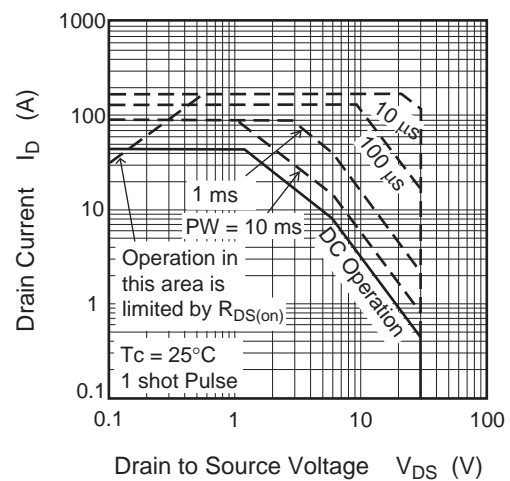 1000
100
10
1
0.1
Drain Current   I_D   (A)
10 μs
100 μs
1 ms
PW = 10 ms
DC Operation
Operation in
this area is
limited by R_DS(on)
Tc = 25°C
1 shot Pulse
0.1
1
10
100
Drain to Source Voltage   V_DS   (V)